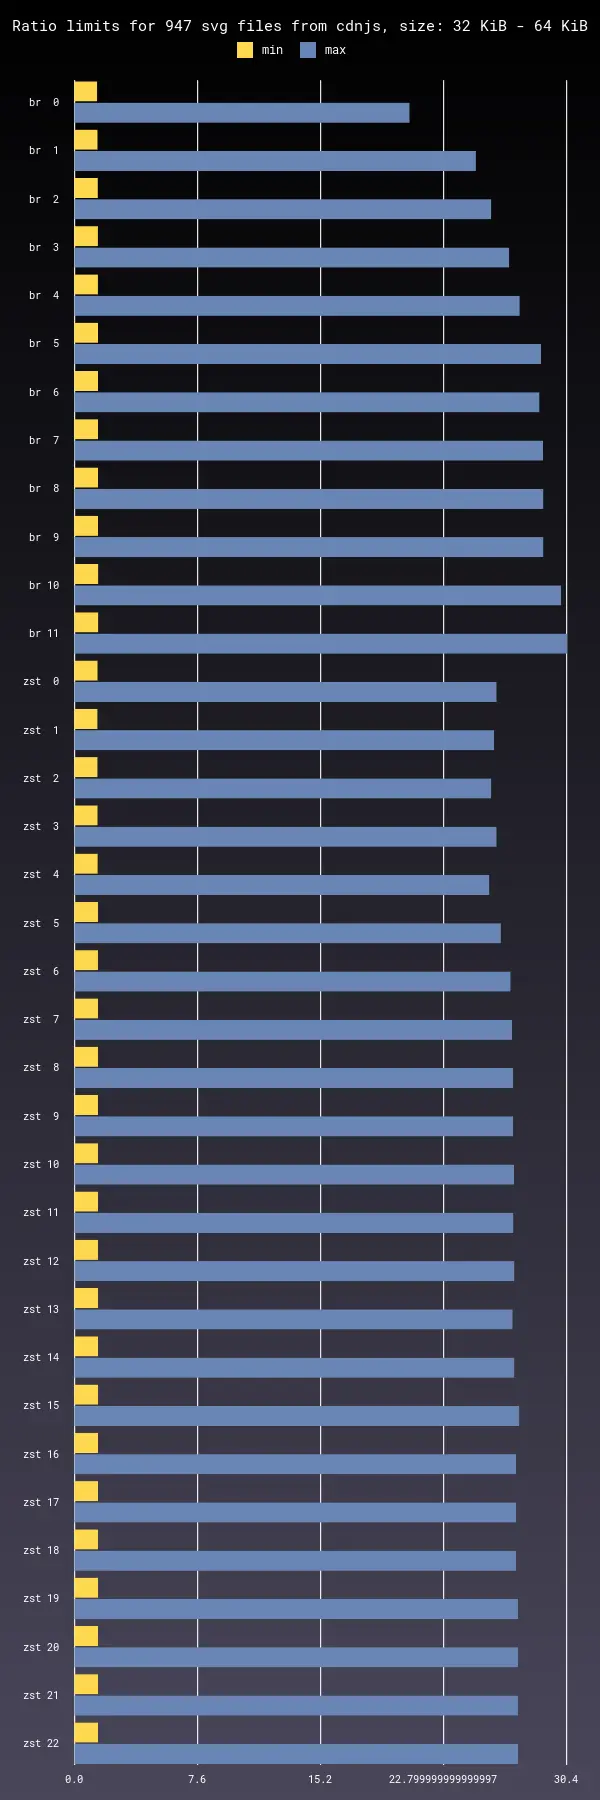 Ratio limits for 947 svg files from cdnjs, size: 32 KiB - 64 KiB
min max
br 0
br 1
br 2
br 3
br 4
br 5
br 6
br 7
br 8
br 9
br 10
br 11
zst 0
zst 1
zst 2
zst 3
zst 4
zst 5
zst 6
zst 7
zst 8
zst 9
zst 10
zst 11
zst 12
zst 13
zst 14
zst 15
zst 16
zst 17
zst 18
zst 19
zst 20
zst 21
zst 22
0.0 7.6 15.2 22.799999999999997 30.4